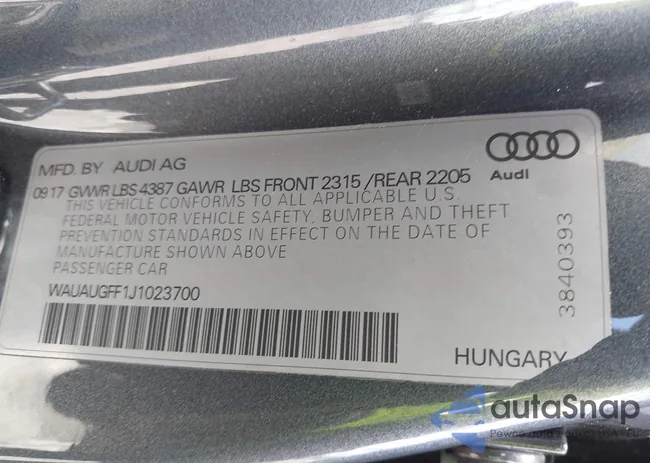 MFD. BY AUDI AG
09 17 GVWR LBS 4387 GAWR LBS FRONT 2315 / REAR 2205
THIS VEHICLE CONFORMS TO ALL APPLICABLE U.S.
FEDERAL MOTOR VEHICLE SAFETY, BUMPER AND THEFT
PREVENTION STANDARDS IN EFFECT ON THE DATE OF
MANUFACTURE SHOWN ABOVE
PASSENGER CAR
WAUAUGFF1J1023700
Audi
3840393
HUNGARY
autaSnap
Pewne auto